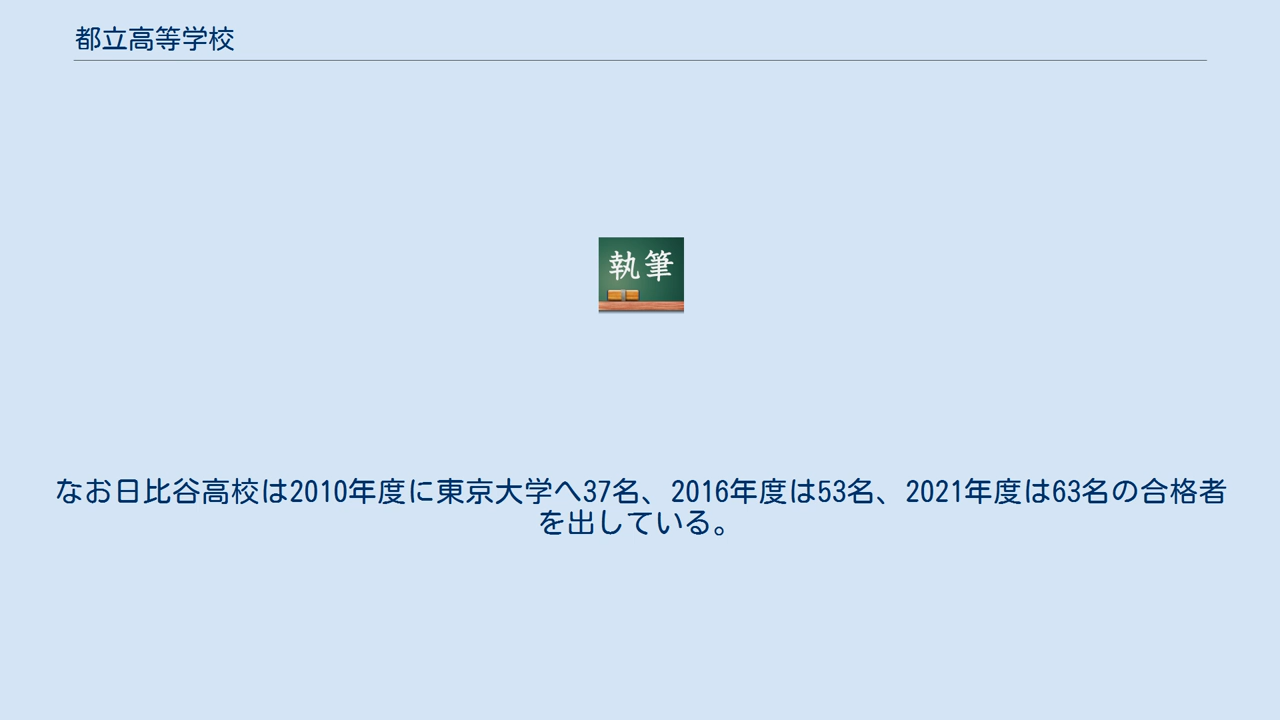 都立高等学校
執筆
なお日比谷高校は2010年度に東京大学へ37名、2016年度は53名、2021年度は63名の合格者
を出している。